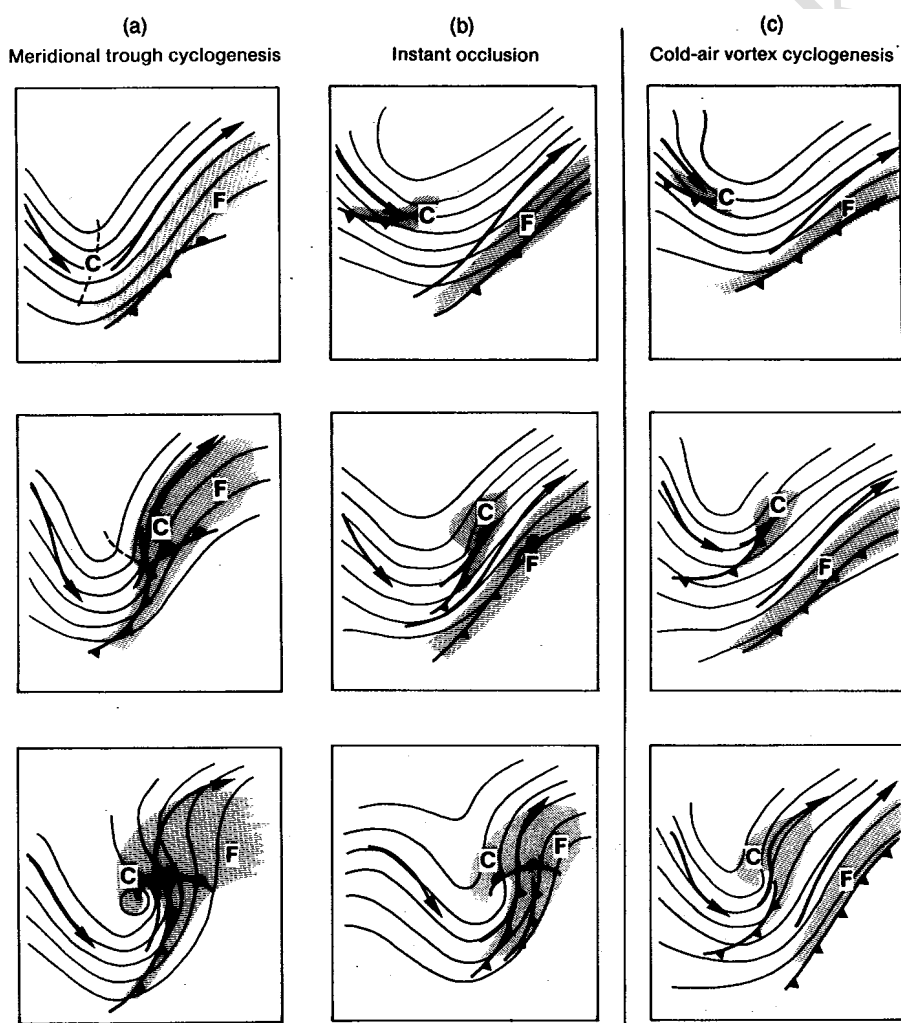 (a)
Meridional trough cyclogenesis
(b)
Instant occlusion
(c)
Cold-air vortex cyclogenesis
C
F
C
F
C
F
C
F
C
F
C
F
C
F
C
F
C
F